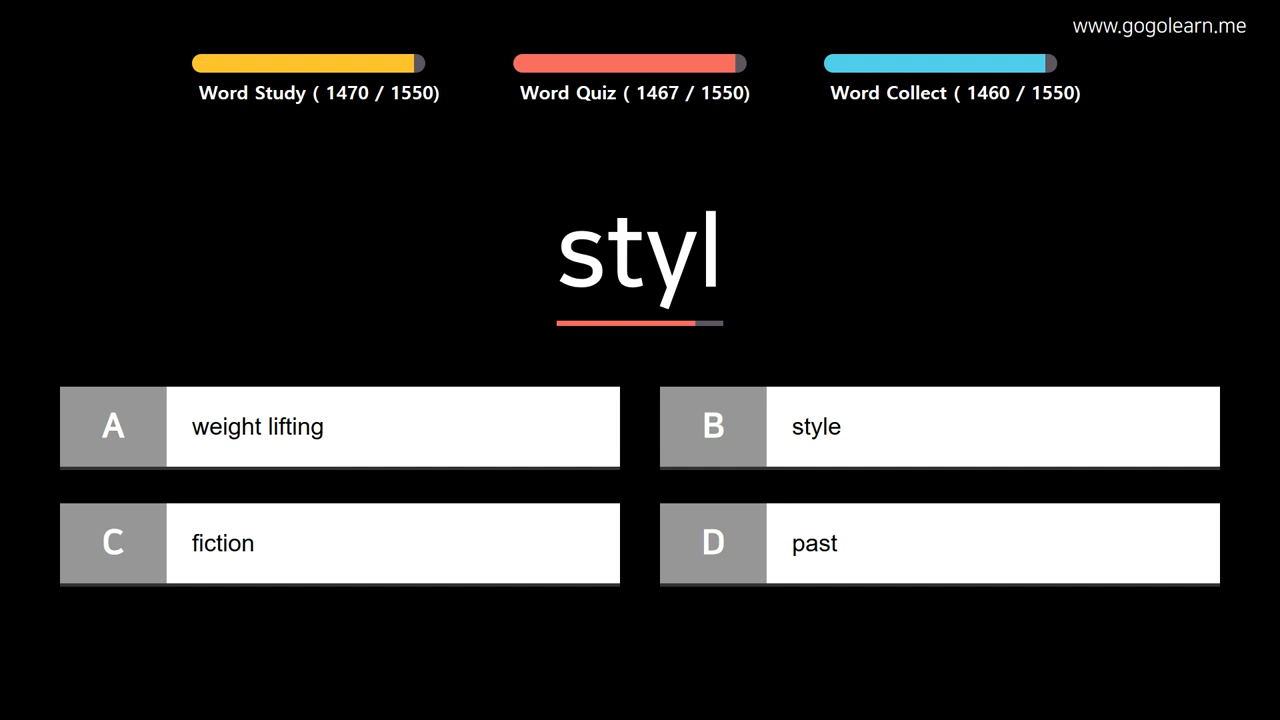 www.gogolearn.me
Word Study ( 1470 / 1550)
Word Quiz ( 1467 / 1550)
Word Collect ( 1460 / 1550)
styl
A weight lifting
B style
C fiction
D past